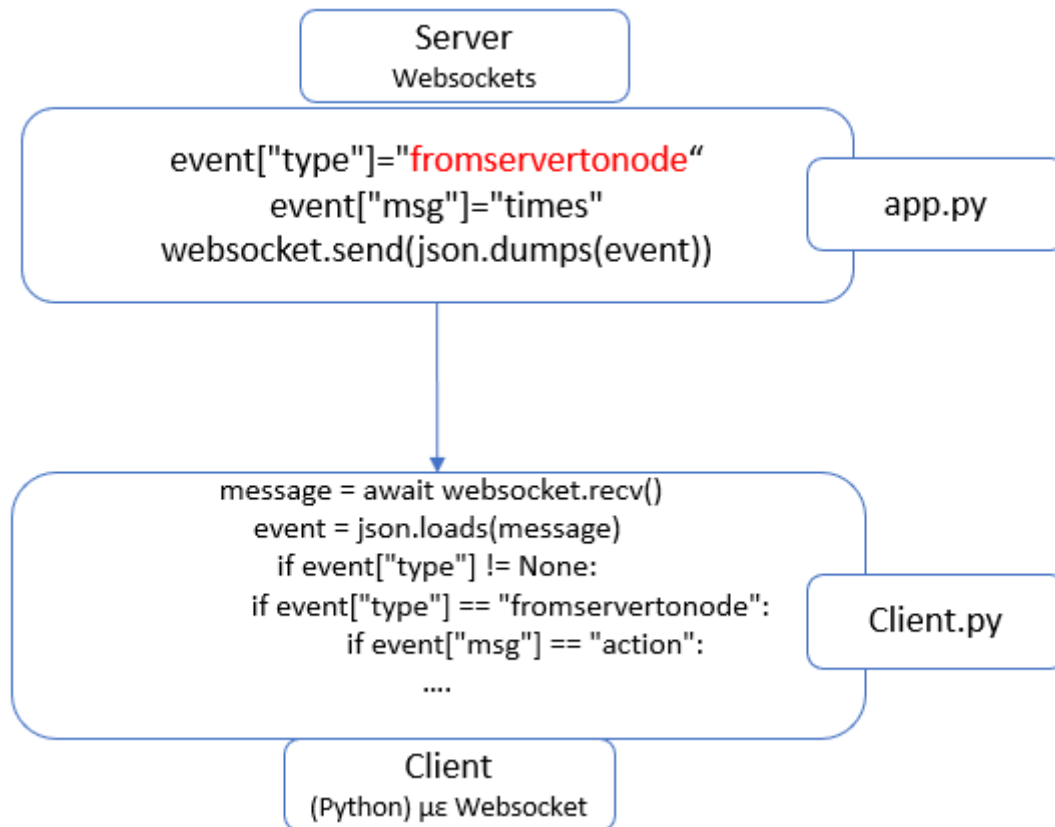 Server
Websockets
event["type"]="fromservertonode“
event["msg"]="times"
websocket.send(json.dumps(event))
app.py
message = await websocket.recv()
event = json.loads(message)
if event["type"] != None:
if event["type"] == "fromservertonode":
if event["msg"] == "action":
....
Client.py
Client
(Python) με Websocket